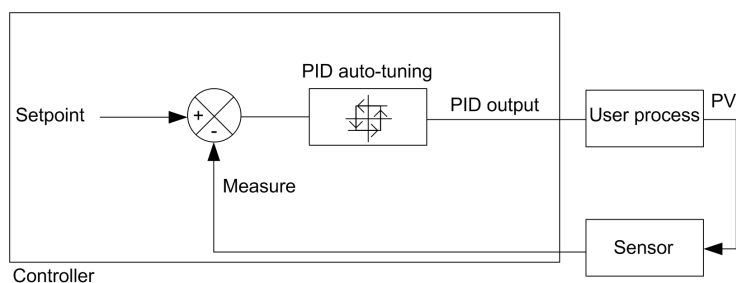 PID auto-tuning
Setpoint
+
-
PID output
User process
PV
Measure
Sensor
Controller